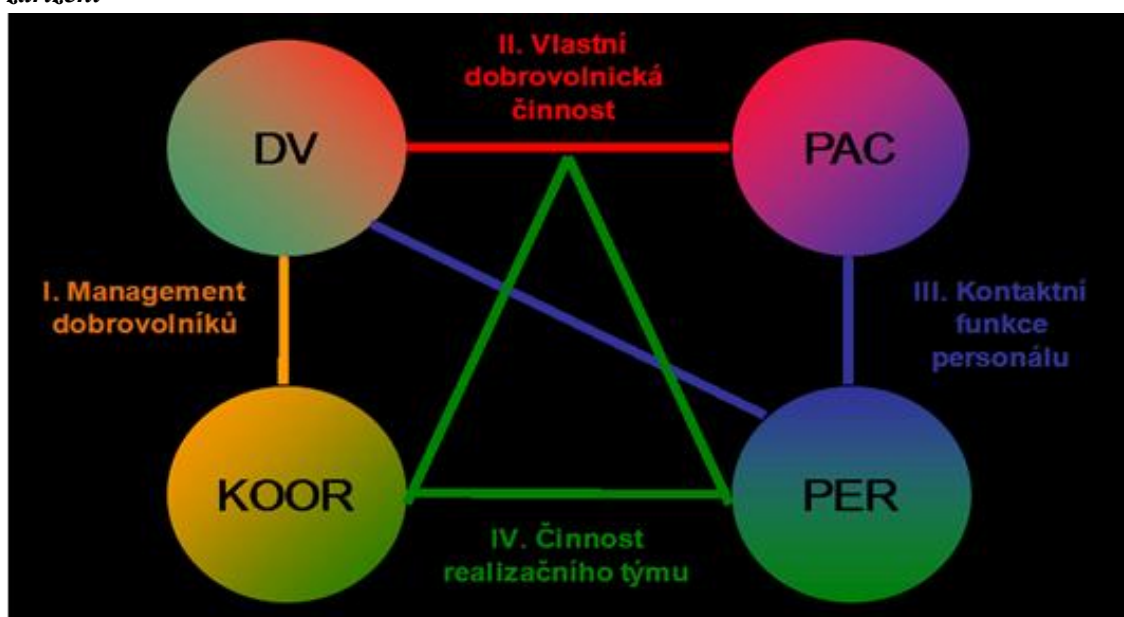 II. Vlastní
dobrovolnická
činnost
DV
PAC
I. Management
dobrovolníků
III. Kontaktní
funkce
personálu
KOOR
PER
IV. Činnost
realizačního týmu